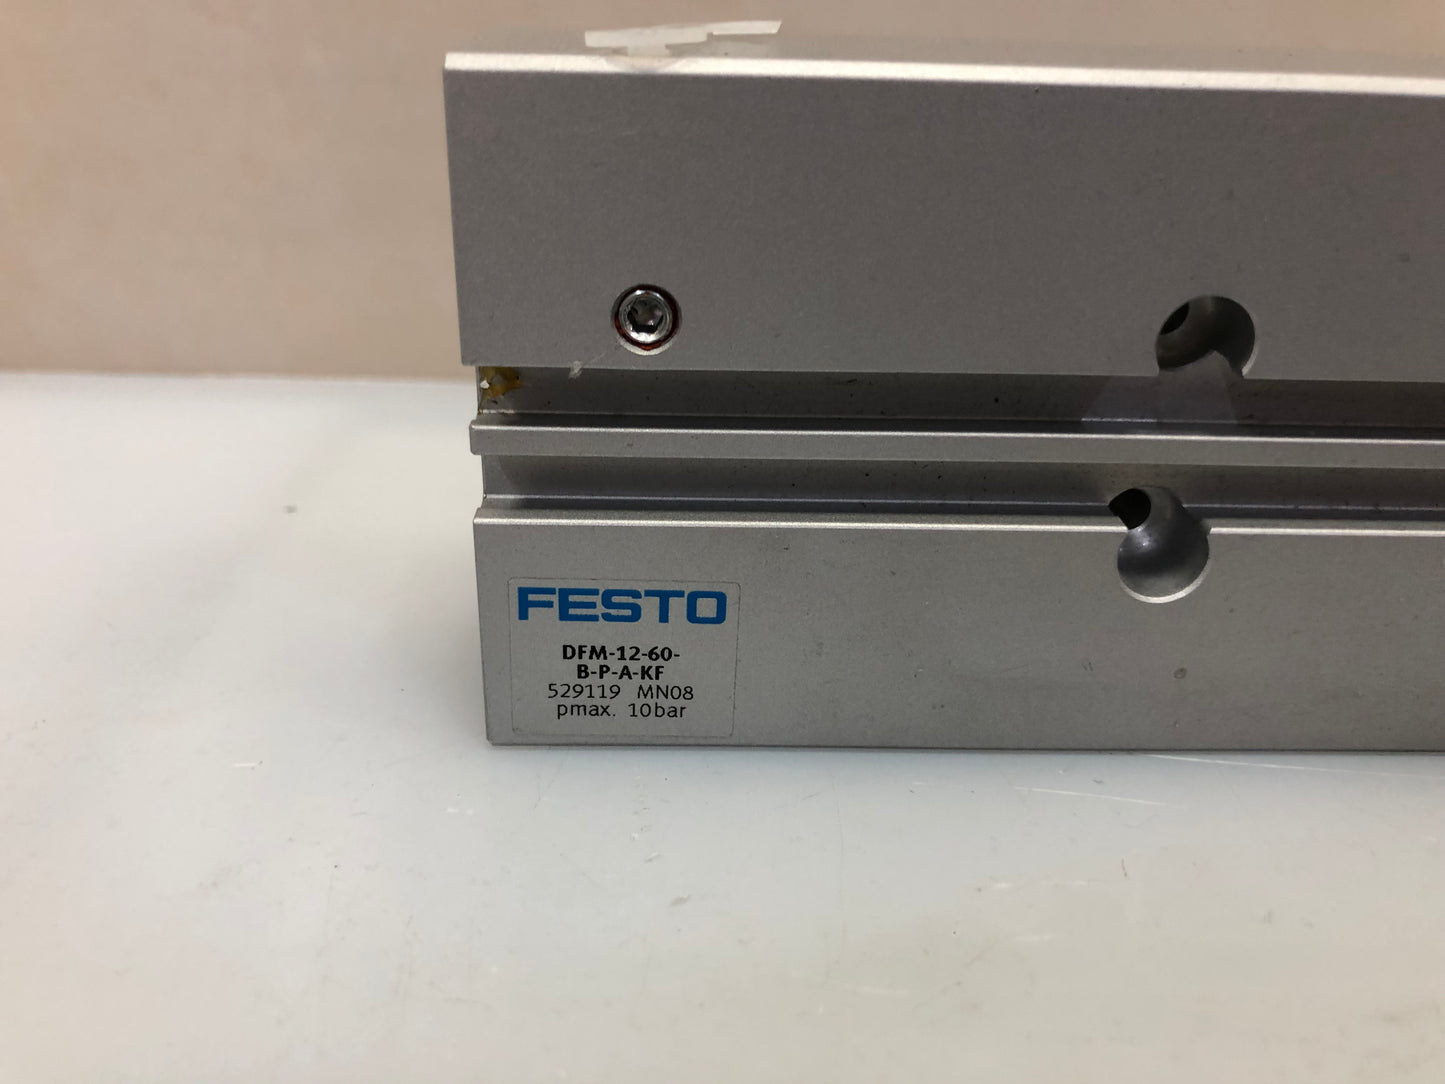 FESTO
DFM-12-60-
B-P-A-KF
529119 MN08
pmax. 10bar